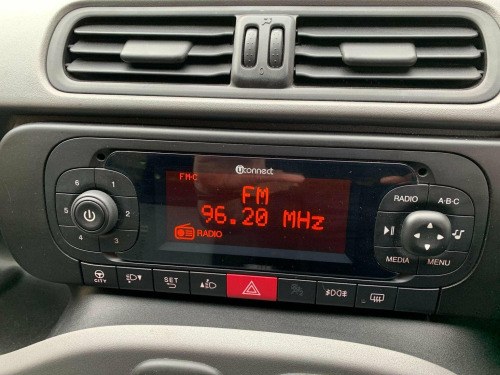 uconnect
FM-C
FM
96.20 MHz
RADIO
6 1
5 2
4 3
RADIO A·B·C
MEDIA MENU
CITY
SET